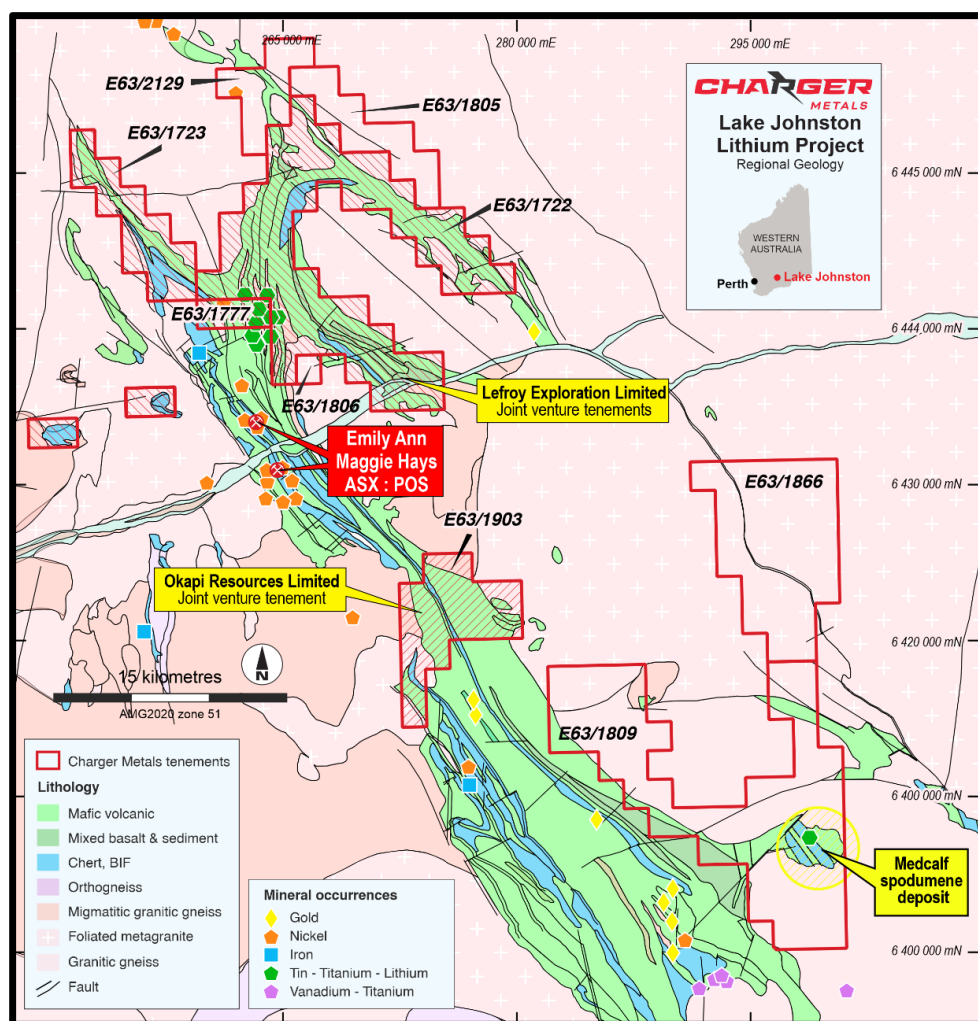 265 000 mE
280 000 mE
295 000 mE
E63/2129
E63/1805
E63/1723
CHARGER
METALS
Lake Johnston
Lithium Project
Regional Geology
WESTERN
AUSTRALIA
Perth
Lake Johnston
6 445 000 mN
E63/1722
E63/1777
6 444 000 mN
E63/1806
Lefroy Exploration Limited
Joint venture tenements
Emily Ann
Maggie Hays
ASX : POS
E63/1866
6 430 000 mN
E63/1903
Okapi Resources Limited
Joint venture tenement
6 420 000 mN
N
15 kilometres
AMG2020 zone 51
E63/1809
6 400 000 mN
Medcalf
spodumene
deposit
6 400 000 mN
Charger Metals tenements
Lithology
Mafic volcanic
Mixed basalt & sediment
Chert, BIF
Orthogneiss
Migmatitic granitic gneiss
Foliated metagranite
Granitic gneiss
Fault
Mineral occurrences
Gold
Nickel
Iron
Tin - Titanium - Lithium
Vanadium - Titanium